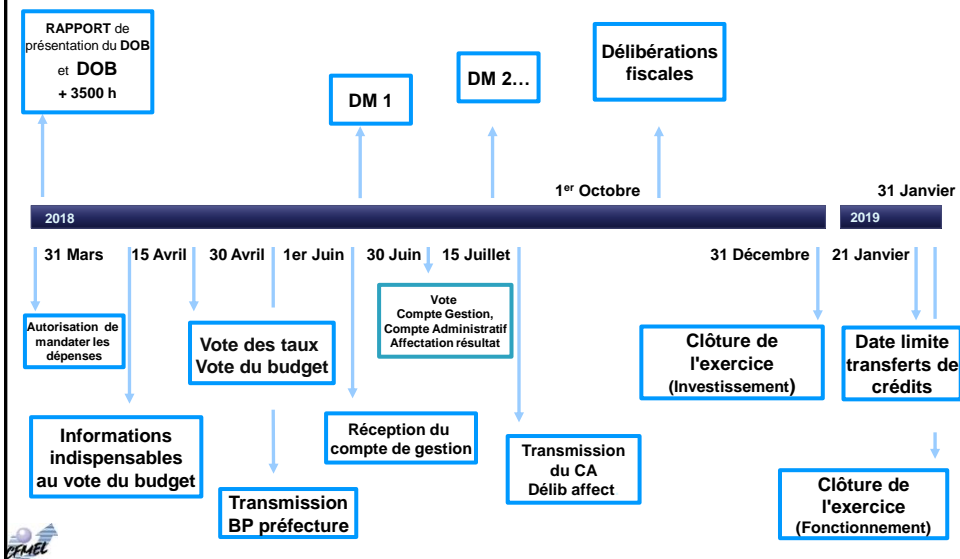 RAPPORT de
présentation du DOB
et DOB
+ 3500 h
DM 1
DM 2…
Délibérations
fiscales
1er Octobre
31 Janvier
2018
2019
31 Mars
15 Avril
30 Avril
1er Juin
30 Juin
15 Juillet
31 Décembre
21 Janvier
Autorisation de
mandater les
dépenses
Informations
indispensables
au vote du budget
Vote des taux
Vote du budget
Transmission
BP préfecture
Réception du
compte de gestion
Vote
Compte Gestion,
Compte Administratif
Affectation résultat
Transmission
du CA
Délib affect
Clôture de
l'exercice
(Investissement)
Date limite
transferts de
crédits
Clôture de
l'exercice
(Fonctionnement)
CFMEL